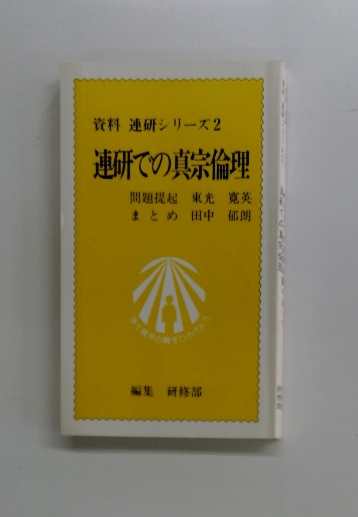 資料 連研シリーズ2
連研での真宗倫理
問題提起 東光 寛英
まとめ 田中 郁朗
編集 研修部